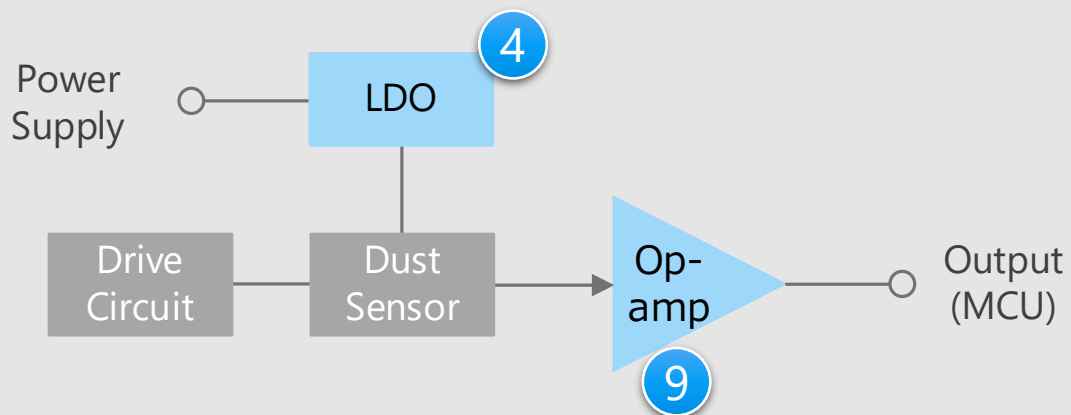 4
Power
Supply
LDO
Drive
Circuit
Dust
Sensor
Op-
amp
Output
(MCU)
9